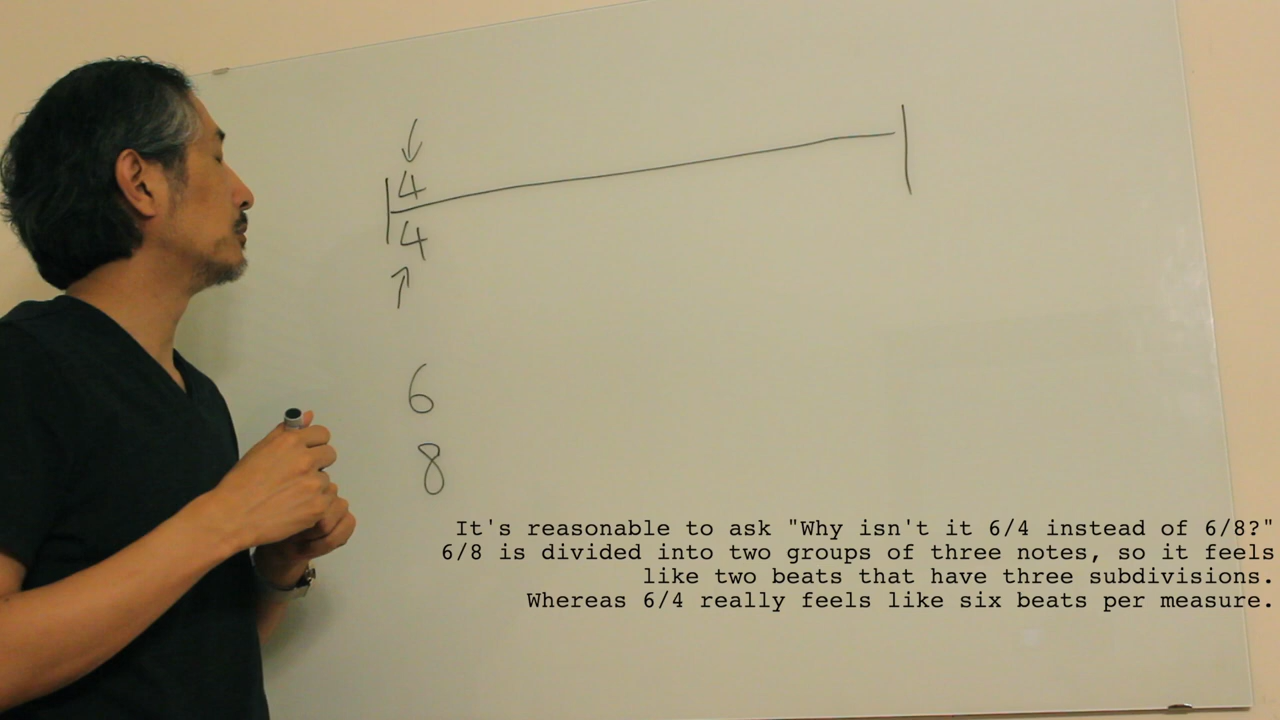 4
4
6
8
It's reasonable to ask "Why isn't it 6/4 instead of 6/8?"
6/8 is divided into two groups of three notes, so it feels
like two beats that have three subdivisions.
Whereas 6/4 really feels like six beats per measure.